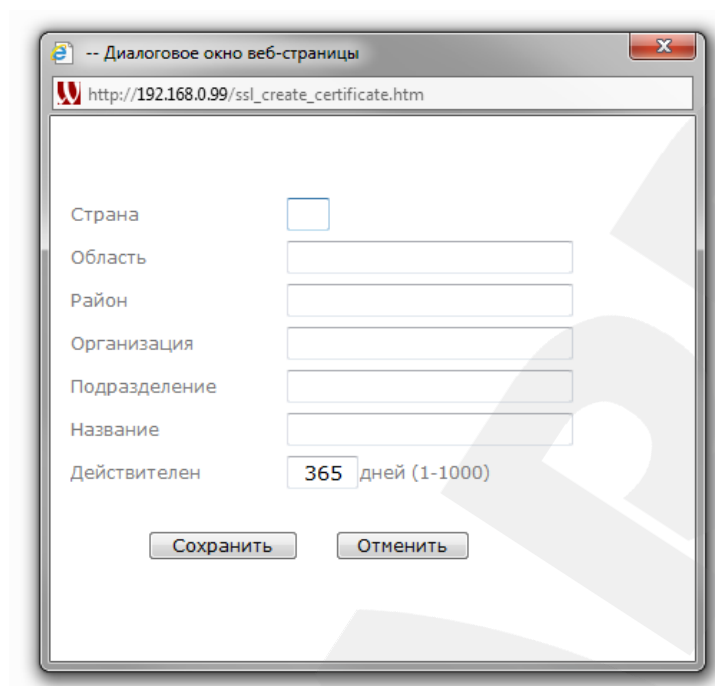 -- Диалоговое окно веб-страницы
http://192.168.0.99/ssl_create_certificate.htm
Страна
Область
Район
Организация
Подразделение
Название
Действителен 365 дней (1-1000)
Сохранить Отменить